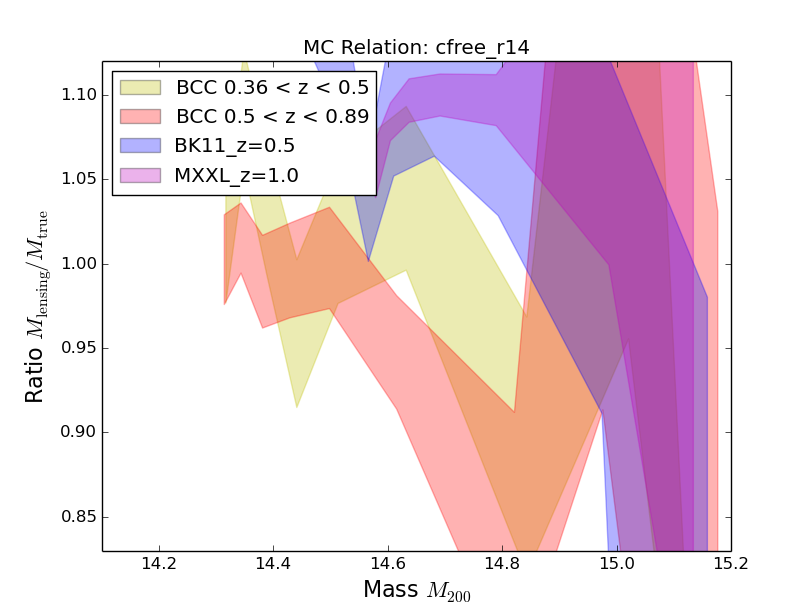 MC Relation: cfree_r14
BCC 0.36 < z < 0.5
BCC 0.5 < z < 0.89
BK11_z=0.5
MXXL_z=1.0
Ratio M_lensing/M_true
1.10
1.05
1.00
0.95
0.90
0.85
14.2 14.4 14.6 14.8 15.0 15.2
Mass M_200